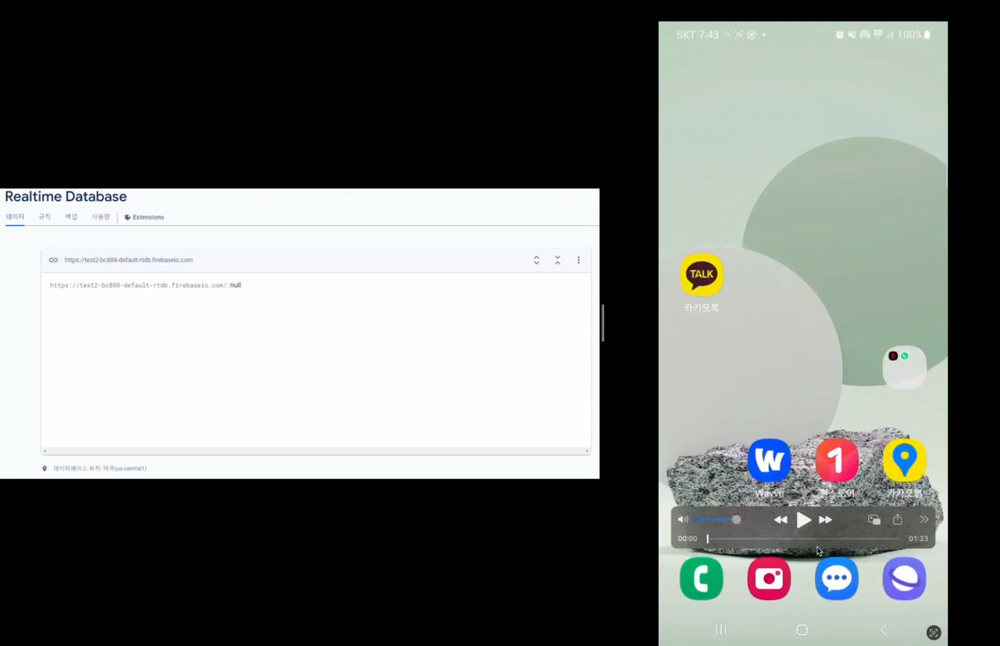 Realtime Database
데이터 규칙 백업 사용량 Extensions
https://test2-bc888-default-rtdb.firebaseio.com
https://test2-bc888-default-rtdb.firebaseio.com/: null
데이터베이스 위치: 미국(us-central1)
SKT 7:43
100%
TALK
카카오톡
W 1
Wavve 원스토어 카카오맵
00:00 01:23